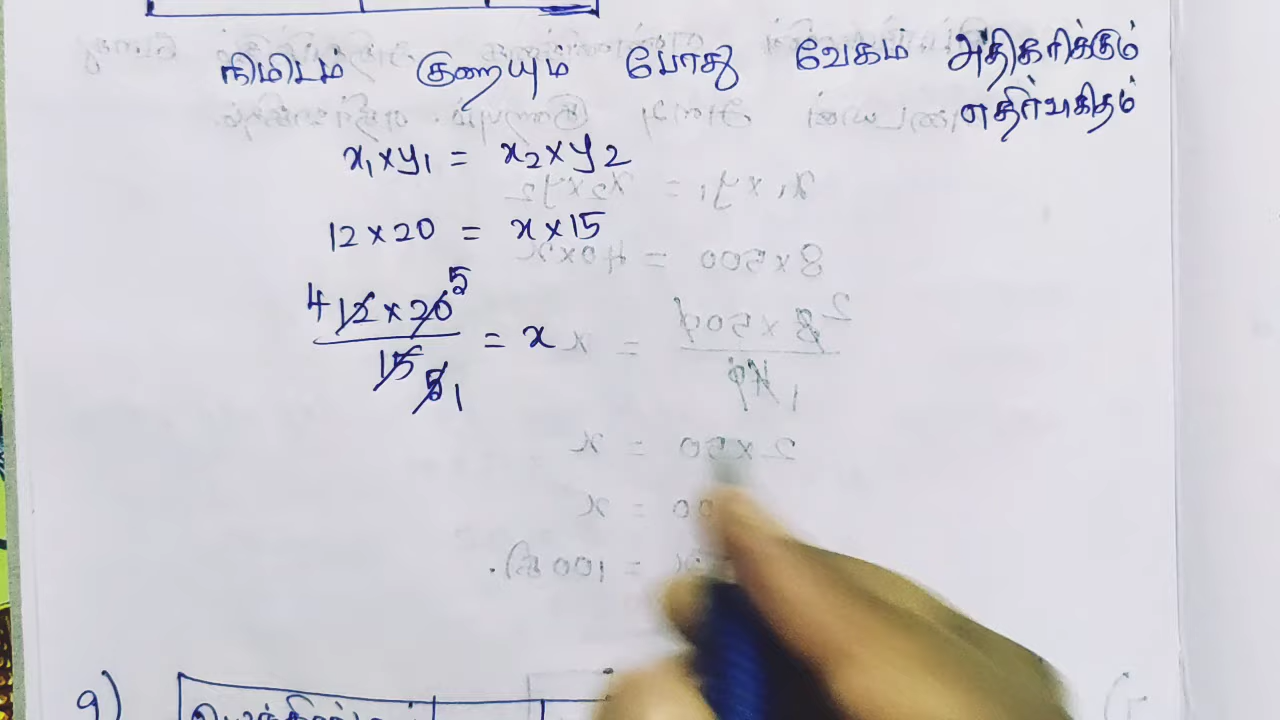 நிமிடம் குறையும் போது வேகம் அதிகரிக்கும்
எதிர்வகிதம்
x₁ × y₁ = x₂ × y₂
12 × 20 = x × 15
4 12 × 20 5
= x
15 5 1
9)